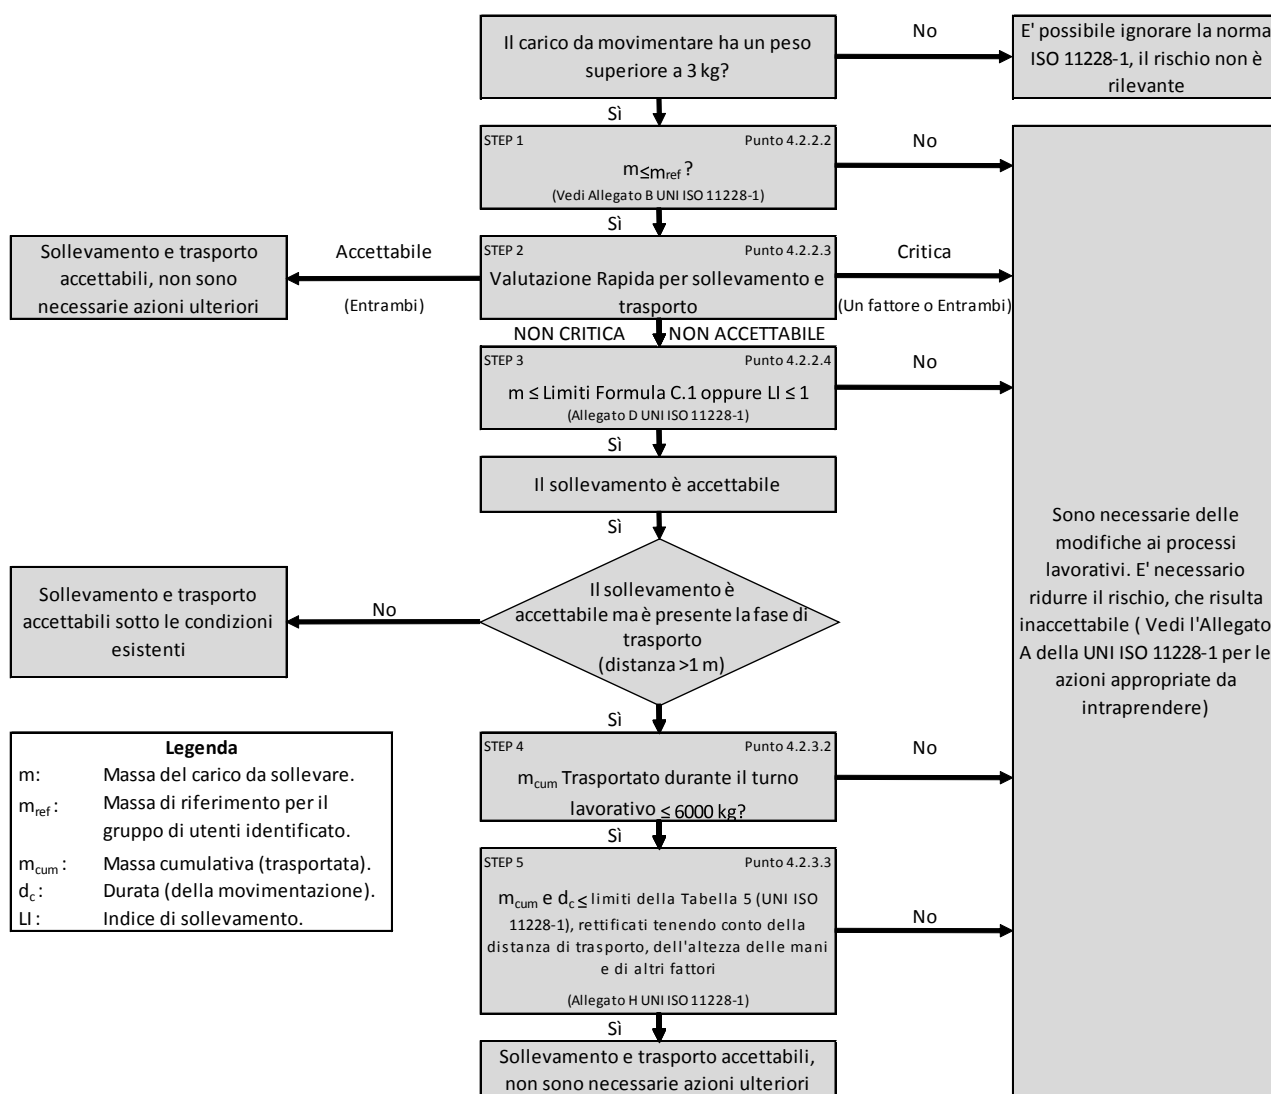 Il carico da movimentare ha un peso
superiore a 3 kg?
No
E' possibile ignorare la norma
ISO 11228-1, il rischio non è
rilevante
Sì
STEP 1 Punto 4.2.2.2
m≤mref ?
(Vedi Allegato B UNI ISO 11228-1)
No
Sì
Sollevamento e trasporto
accettabili, non sono
necessarie azioni ulteriori
Accettabile
(Entrambi)
STEP 2 Punto 4.2.2.3
Valutazione Rapida per sollevamento e
trasporto
Critica
(Un fattore o Entrambi)
NON CRITICA NON ACCETTABILE
STEP 3 Punto 4.2.2.4
m ≤ Limiti Formula C.1 oppure LI ≤ 1
(Allegato D UNI ISO 11228-1)
No
Sì
Il sollevamento è accettabile
Sì
Il sollevamento è
accettabile ma è presente la fase di
trasporto
(distanza >1 m)
No
Sollevamento e trasporto
accettabili sotto le condizioni
esistenti
Sono necessarie delle
modifiche ai processi
lavorativi. E' necessario
ridurre il rischio, che risulta
inaccettabile ( Vedi l'Allegato
A della UNI ISO 11228-1 per le
azioni appropriate da
intraprendere)
Sì
STEP 4 Punto 4.2.3.2
mcum Trasportato durante il turno
lavorativo ≤ 6000 kg?
No
Sì
STEP 5 Punto 4.2.3.3
mcum e dc ≤ limiti della Tabella 5 (UNI ISO
11228-1), rettificati tenendo conto della
distanza di trasporto, dell'altezza delle mani
e di altri fattori
(Allegato H UNI ISO 11228-1)
No
Sì
Sollevamento e trasporto accettabili,
non sono necessarie azioni ulteriori
Legenda
m: Massa del carico da sollevare.
mref : Massa di riferimento per il
gruppo di utenti identificato.
mcum : Massa cumulativa (trasportata).
dc : Durata (della movimentazione).
LI : Indice di sollevamento.